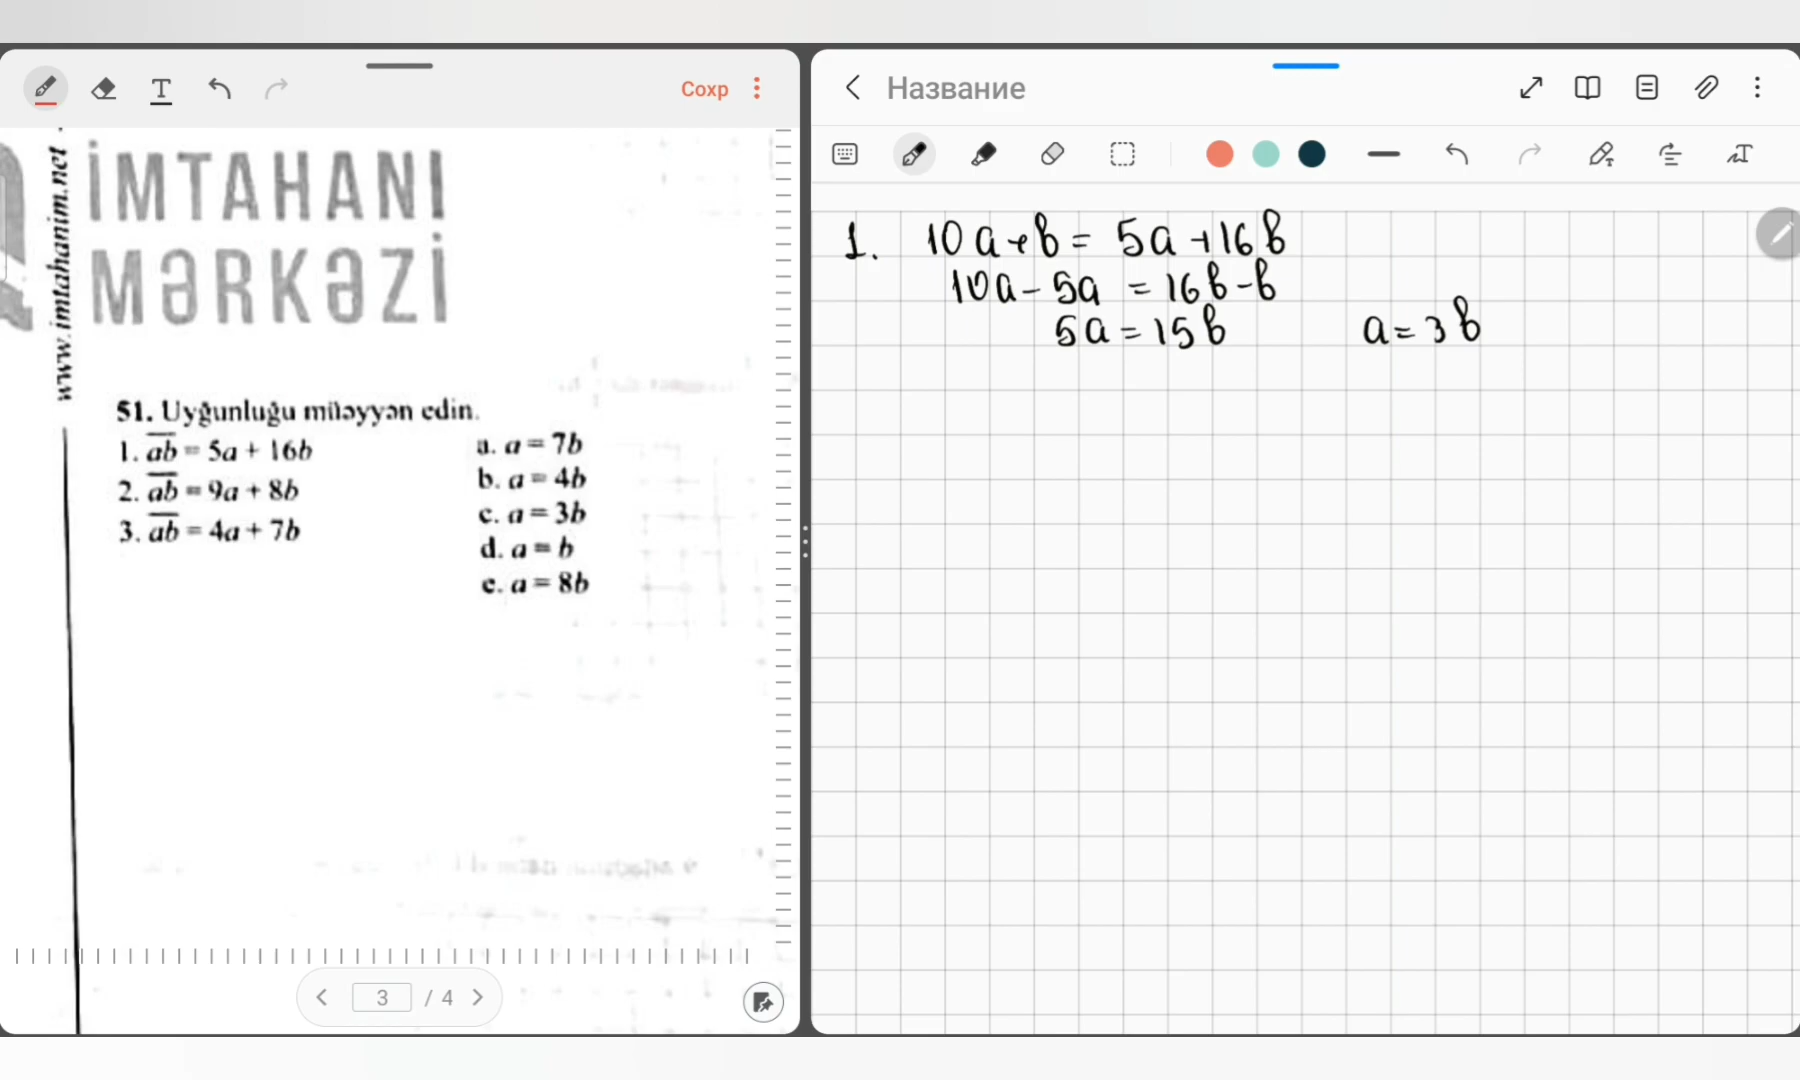 Сохр
www.imtahanim.net
İMTAHANI
MƏRKƏZİ
51. Uyğunluğu müəyyən edin.
1. ab = 5a + 16b
2. ab = 9a + 8b
3. ab = 4a + 7b
a. a = 7b
b. a = 4b
c. a = 3b
d. a = b
e. a = 8b
3 / 4
Название
1. 10a+b = 5a+16b
10a - 5a = 16b-b
5a = 15b a = 3b